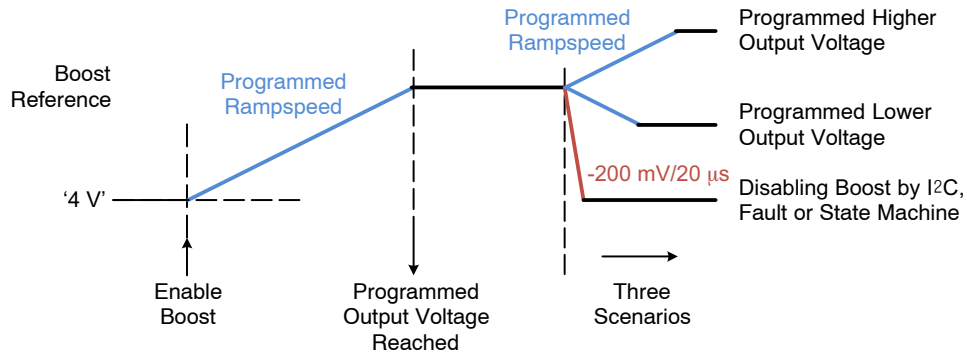 Programmed
Rampspeed
Programmed Higher
Output Voltage
Boost
Reference
Programmed
Rampspeed
Programmed Lower
Output Voltage
-200 mV/20 μs
'4 V'
Disabling Boost by I2C,
Fault or State Machine
Enable
Boost
Programmed
Output Voltage
Reached
Three
Scenarios